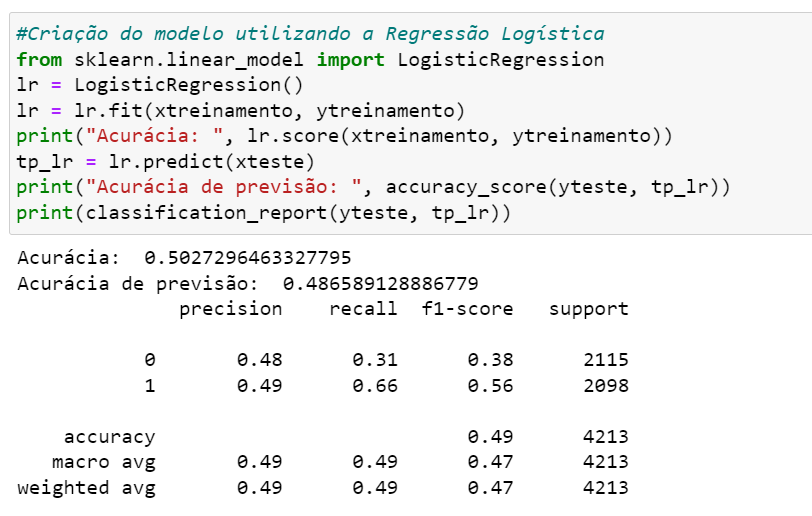 #Criação do modelo utilizando a Regressão Logística
from sklearn.linear_model import LogisticRegression
lr = LogisticRegression()
lr = lr.fit(xtreinamento, ytreinamento)
print("Acurácia: ", lr.score(xtreinamento, ytreinamento))
tp_lr = lr.predict(xteste)
print("Acurácia de previsão: ", accuracy_score(yteste, tp_lr))
print(classification_report(yteste, tp_lr))
Acurácia:  0.5027296463327795
Acurácia de previsão:  0.486589128886779
              precision    recall  f1-score   support
           0       0.48      0.31      0.38      2115
           1       0.49      0.66      0.56      2098
    accuracy                           0.49      4213
   macro avg       0.49      0.49      0.47      4213
weighted avg       0.49      0.49      0.47      4213